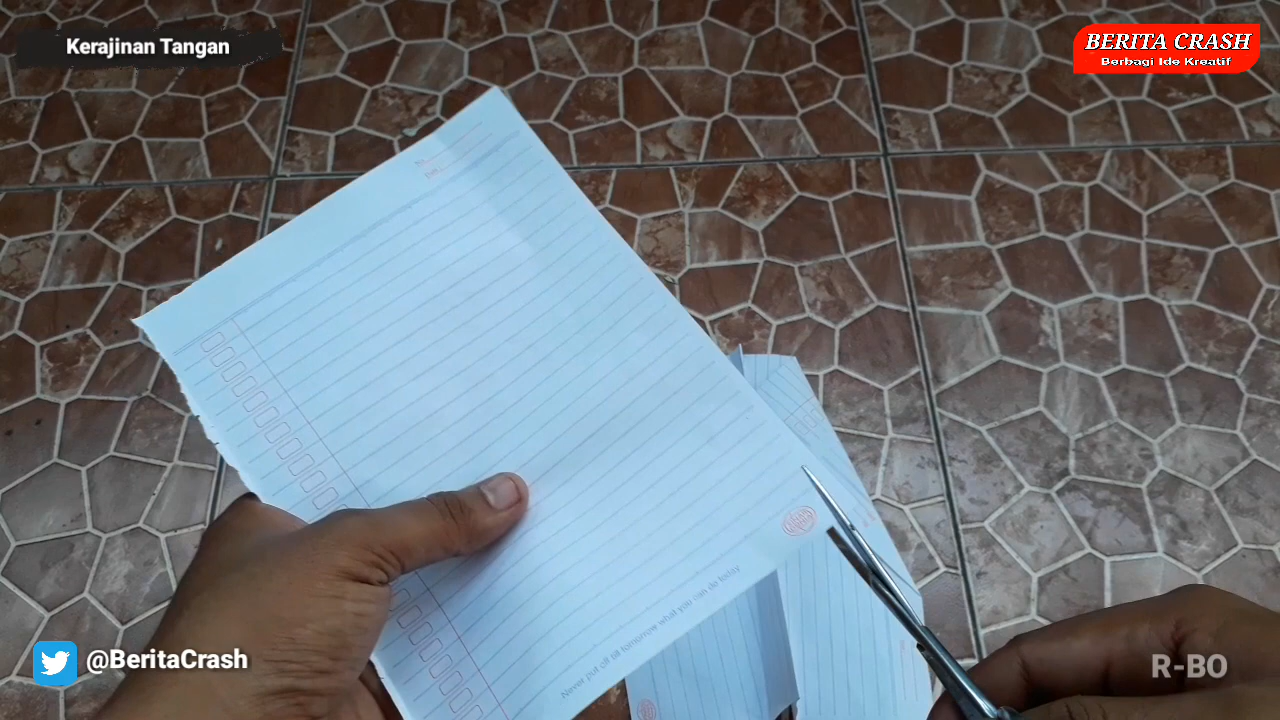 Kerajinan Tangan
BERITA CRASH
Berbagi Ide Kreatif
Never put off till tomorrow what you can do today
@BeritaCrash
R-BO